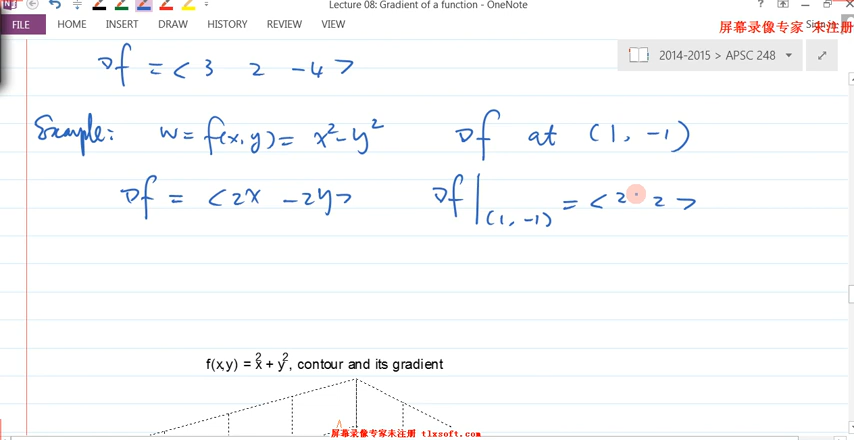 Lecture 08: Gradient of a function - OneNote
FILE HOME INSERT DRAW HISTORY REVIEW VIEW
屏幕录像专家 未注册
2014-2015 > APSC 248
∇f = < 3 2 -4 >
Example: w = f(x, y) = x² - y² ∇f at (1, -1)
∇f = < 2x -2y > ∇f|(1, -1) = < 2 2 >
f(x,y) = x² + y², contour and its gradient
屏幕录像专家未注册 tlxsoft.com